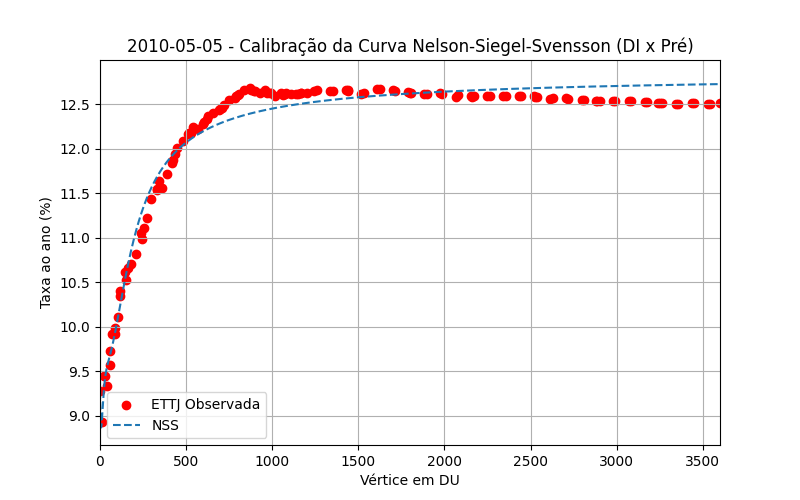 2010-05-05 - Calibração da Curva Nelson-Siegel-Svensson (DI x Pré)
Taxa ao ano (%)
12.5
12.0
11.5
11.0
10.5
10.0
9.5
9.0
ETTJ Observada
NSS
0 500 1000 1500 2000 2500 3000 3500
Vértice em DU